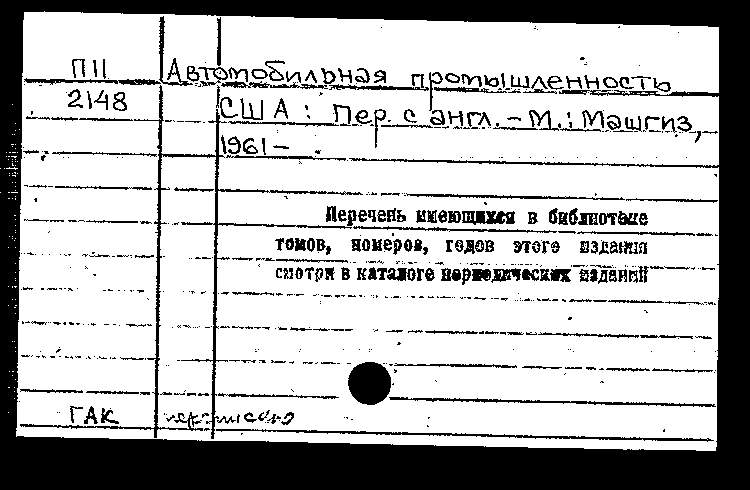 ПII Автомобильная промышленность
2148 США: Пер. с англ. – М.: Машгиз,
1961 –
Перечень имеющихся в библиотеке
томов, номеров, годов этого издания
смотри в каталоге периодических изданий
ГАК